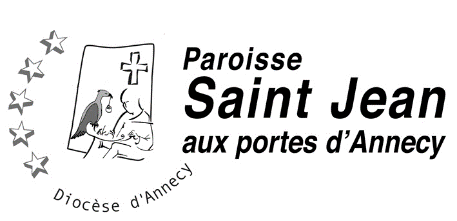 Paroisse
Saint Jean
aux portes d'Annecy
Diocèse d'Annecy